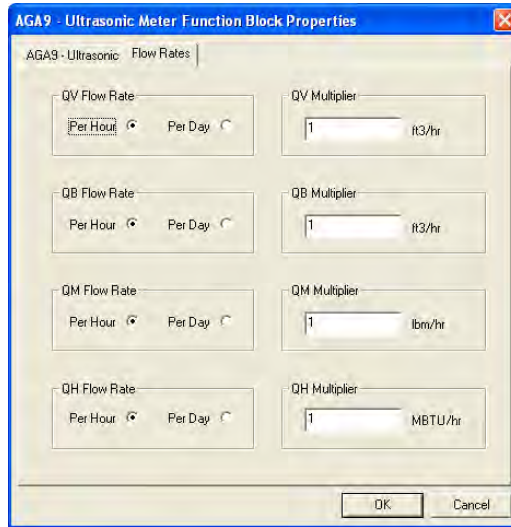 AGA9 - Ultrasonic Meter Function Block Properties
AGA9 - Ultrasonic Flow Rates
QV Flow Rate QV Multiplier
Per Hour Per Day 1 ft3/hr
QB Flow Rate QB Multiplier
Per Hour Per Day 1 ft3/hr
QM Flow Rate QM Multiplier
Per Hour Per Day 1 lbm/hr
QH Flow Rate QH Multiplier
Per Hour Per Day 1 MBTU/hr
OK Cancel